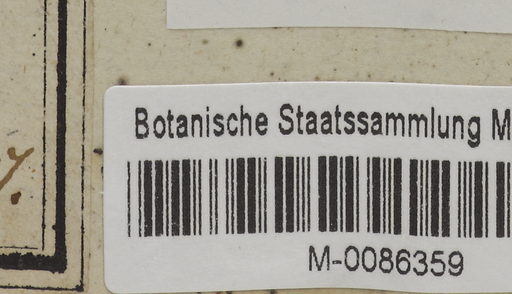 Botanische Staatssammlung M
M-0086359